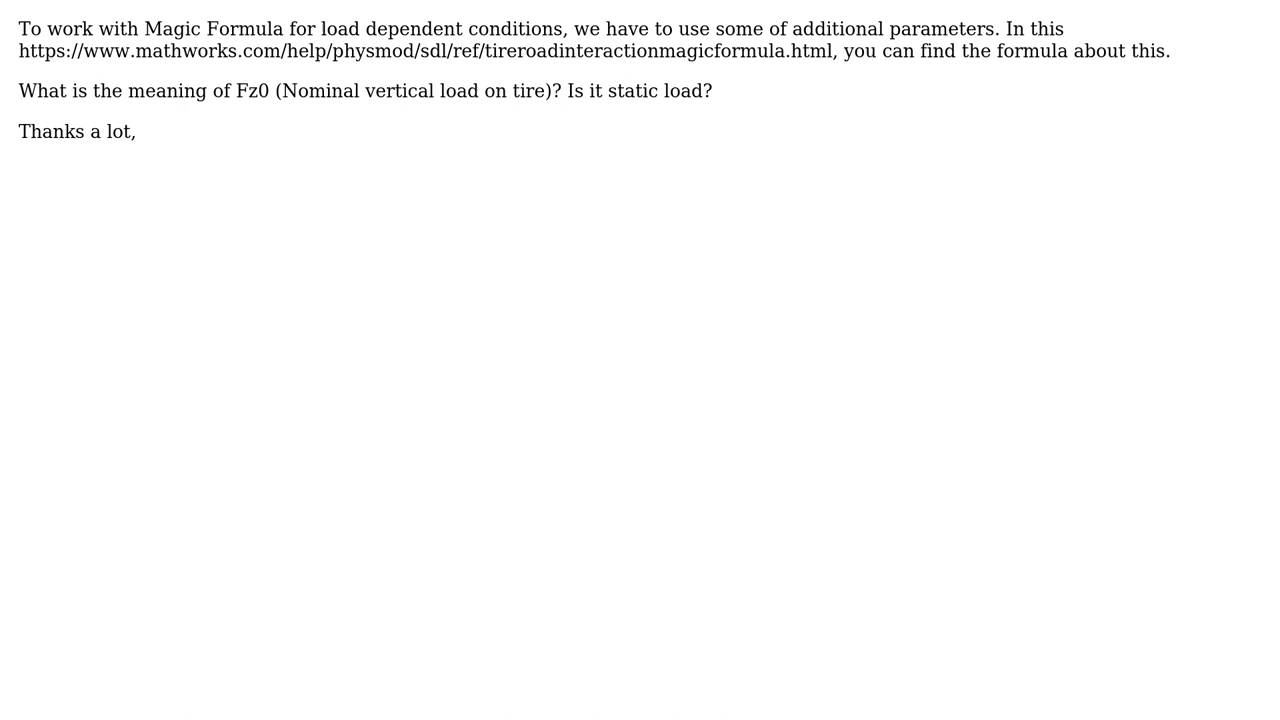 To work with Magic Formula for load dependent conditions, we have to use some of additional parameters. In this
https://www.mathworks.com/help/physmod/sdl/ref/tireroadinteractionmagicformula.html, you can find the formula about this.
What is the meaning of Fz0 (Nominal vertical load on tire)? Is it static load?
Thanks a lot,